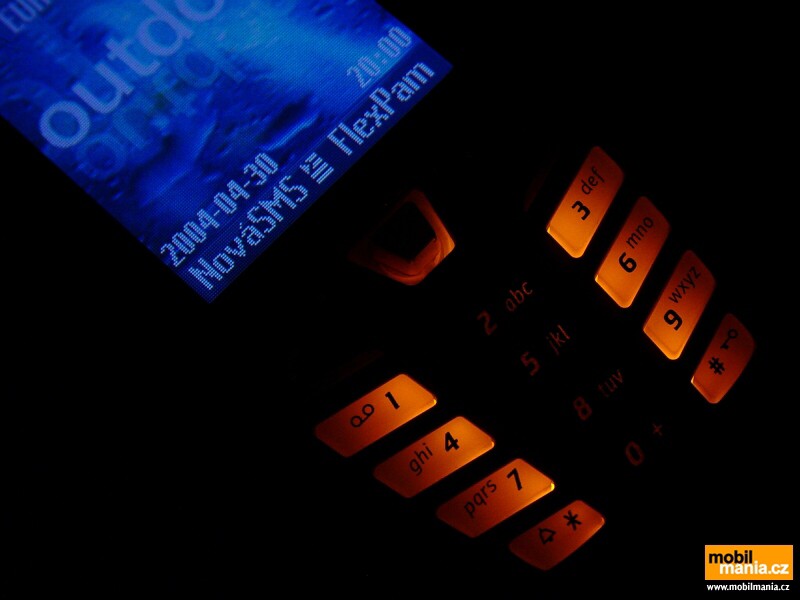 EUR
outdo
20:00
2004-04-30
NováSMS FlexPam
1
2 abc
3 def
ghi 4
5 jkl
6 mno
pqrs 7
8 tuv
9 wxyz
*
0 +
#
mobil
mania.cz
www.mobilmania.cz